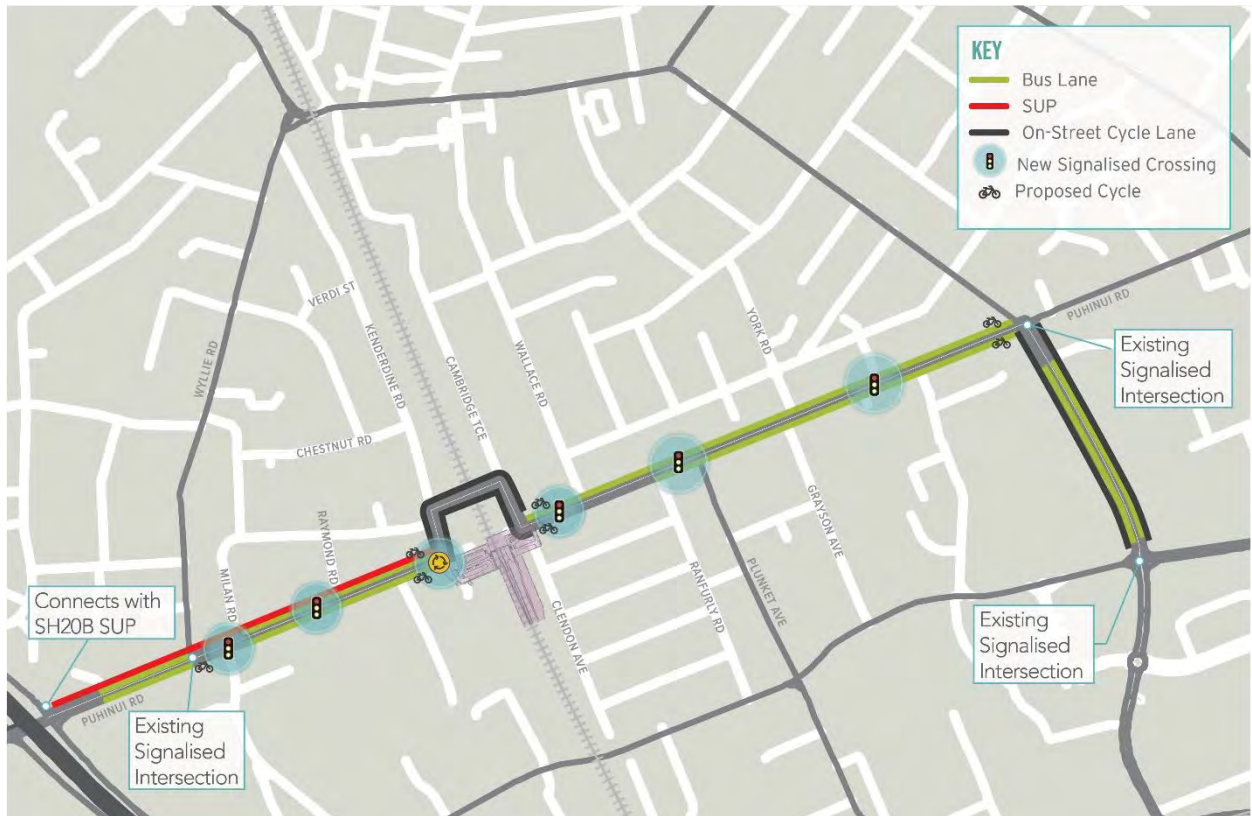 KEY
Bus Lane
SUP
On-Street Cycle Lane
New Signalised Crossing
Proposed Cycle
VERDI ST
KENDERDINE RD
CAMBRIDGE TCE
WALLACE RD
YORK RD
PUHINUI RD
WYLLIE RD
Existing
Signalised
Intersection
CHESTNUT RD
RAYMOND RD
MILAN RD
GRAYSON AVE
PLUNKET AVE
RANFURLY RD
CLENDON AVE
Connects with
SH20B SUP
Existing
Signalised
Intersection
PUHINUI RD
Existing
Signalised
Intersection